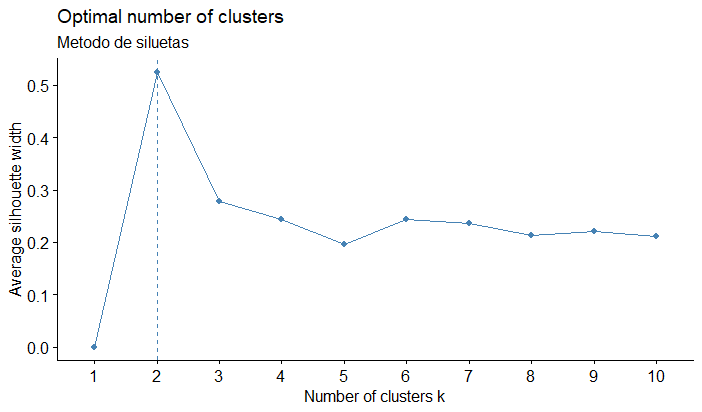 Optimal number of clusters
Metodo de siluetas
Average silhouette width
0.5
0.4
0.3
0.2
0.1
0.0
1 2 3 4 5 6 7 8 9 10
Number of clusters k